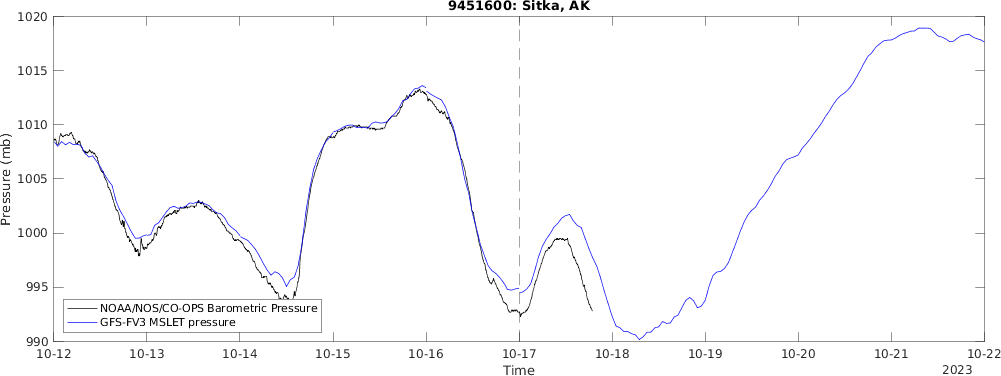 9451600: Sitka, AK
1020
1015
1010
1005
1000
995
990
Pressure (mb)
NOAA/NOS/CO-OPS Barometric Pressure
GFS-FV3 MSLET pressure
10-12 10-13 10-14 10-15 10-16 10-17 10-18 10-19 10-20 10-21 10-22
Time
2023